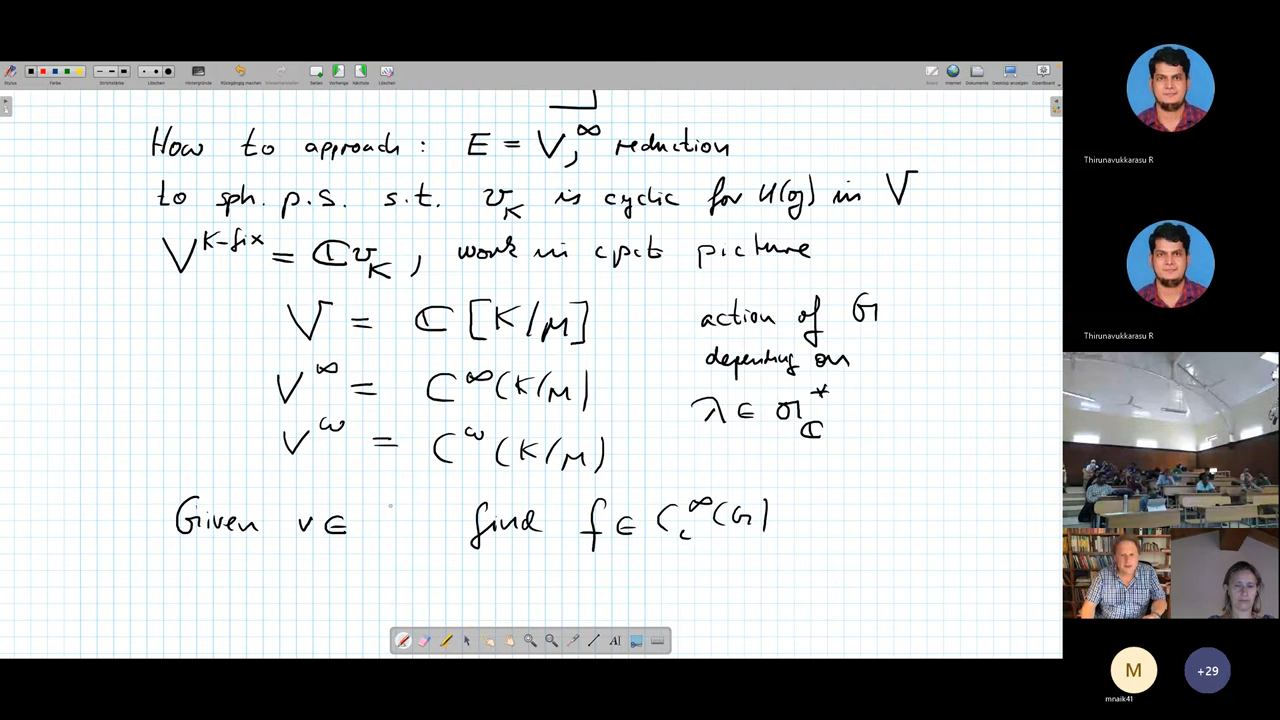 How to approach : E = V^∞, reduction
to sph. p.s. s.t. v_K is cyclic for U(g) in V
V^{K-fix} = ℂv_K, work in cpct picture
V = ℂ[K/M]
action of G
V^∞ = C^∞(K/M)
depending on
V^ω = C^ω(K/M)
λ ∈ 𝔞_ℂ^*
Given v ∈ find f ∈ C_c^∞(G)
Thirunavukkarasu R
Thirunavukkarasu R
M
mnaik41
+29